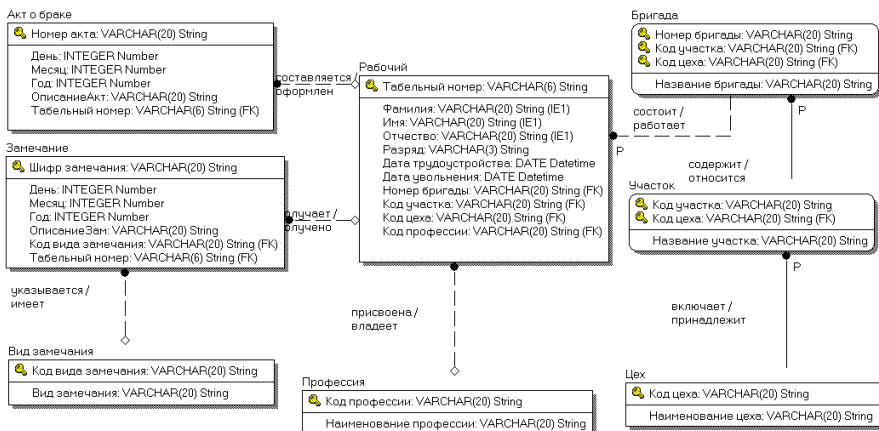 Акт о браке
Номер акта: VARCHAR(20) String
День: INTEGER Number
Месяц: INTEGER Number
Год: INTEGER Number
ОписаниеАкт: VARCHAR(20) String
Табельный номер: VARCHAR(6) String (FK)
составляется /
оформлен
Рабочий
Табельный номер: VARCHAR(6) String
Фамилия: VARCHAR(20) String (IE1)
Имя: VARCHAR(20) String (IE1)
Отчество: VARCHAR(20) String (IE1)
Разряд: VARCHAR(3) String
Дата трудоустройства: DATE Datetime
Дата увольнения: DATE Datetime
Номер бригады: VARCHAR(20) String (FK)
Код участка: VARCHAR(20) String (FK)
Код цеха: VARCHAR(20) String (FK)
Код профессии: VARCHAR(20) String (FK)
Бригада
Номер бригады: VARCHAR(20) String
Код участка: VARCHAR(20) String (FK)
Код цеха: VARCHAR(20) String (FK)
Название бригады: VARCHAR(20) String
P
состоит /
работает
P
содержит /
относится
Замечание
Шифр замечания: VARCHAR(20) String
День: INTEGER Number
Месяц: INTEGER Number
Год: INTEGER Number
ОписаниеЗам: VARCHAR(20) String
Код вида замечания: VARCHAR(20) String (FK)
Табельный номер: VARCHAR(6) String (FK)
олучает /
олучено
Участок
Код участка: VARCHAR(20) String
Код цеха: VARCHAR(20) String (FK)
Название участка: VARCHAR(20) String
P
указывается /
имеет
присвоена /
владеет
включает /
принадлежит
Вид замечания
Код вида замечания: VARCHAR(20) String
Вид замечания: VARCHAR(20) String
Профессия
Код профессии: VARCHAR(20) String
Наименование профессии: VARCHAR(20) String
Цех
Код цеха: VARCHAR(20) String
Наименование цеха: VARCHAR(20) String